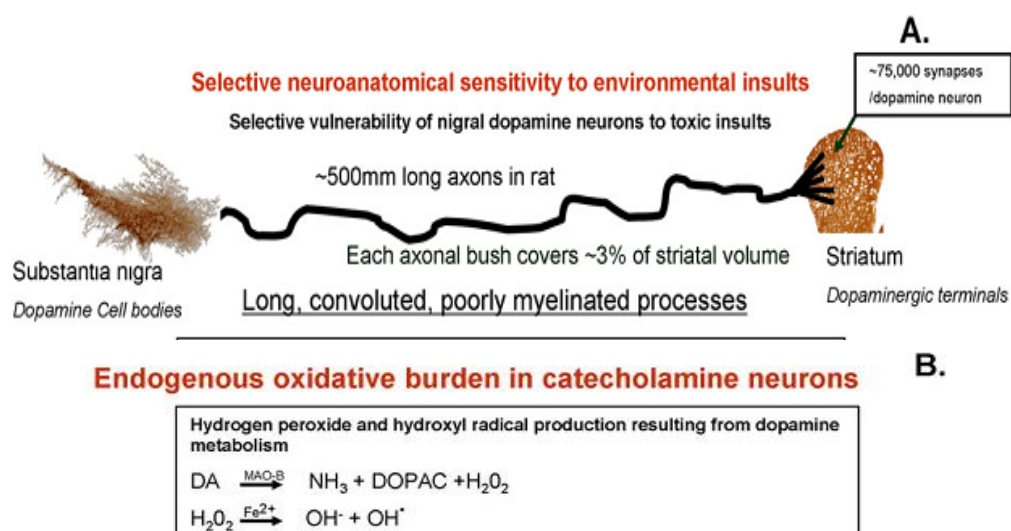 A.
~75,000 synapses
/dopamine neuron
Selective neuroanatomical sensitivity to environmental insults
Selective vulnerability of nigral dopamine neurons to toxic insults
~500mm long axons in rat
Each axonal bush covers ~3% of striatal volume
Substantia nigra
Dopamine Cell bodies
Striatum
Dopaminergic terminals
Long, convoluted, poorly myelinated processes
B.
Endogenous oxidative burden in catecholamine neurons
Hydrogen peroxide and hydroxyl radical production resulting from dopamine
metabolism
DA MAO-B → NH₃ + DOPAC +H₂0₂
H₂0₂ Fe²⁺ → OH⁻ + OH•